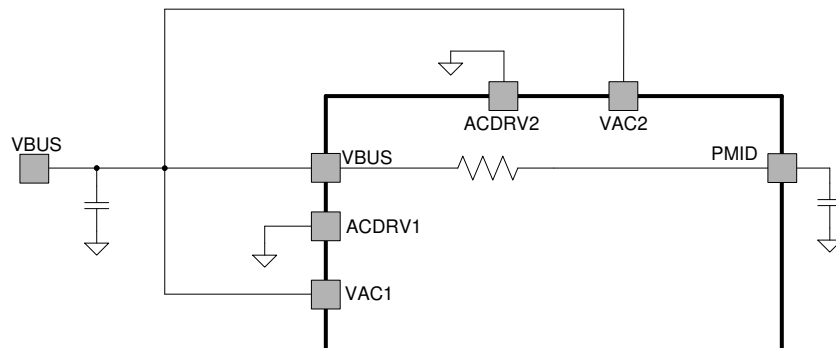 ACDRV2
VAC2
VBUS
VBUS
PMID
ACDRV1
VAC1